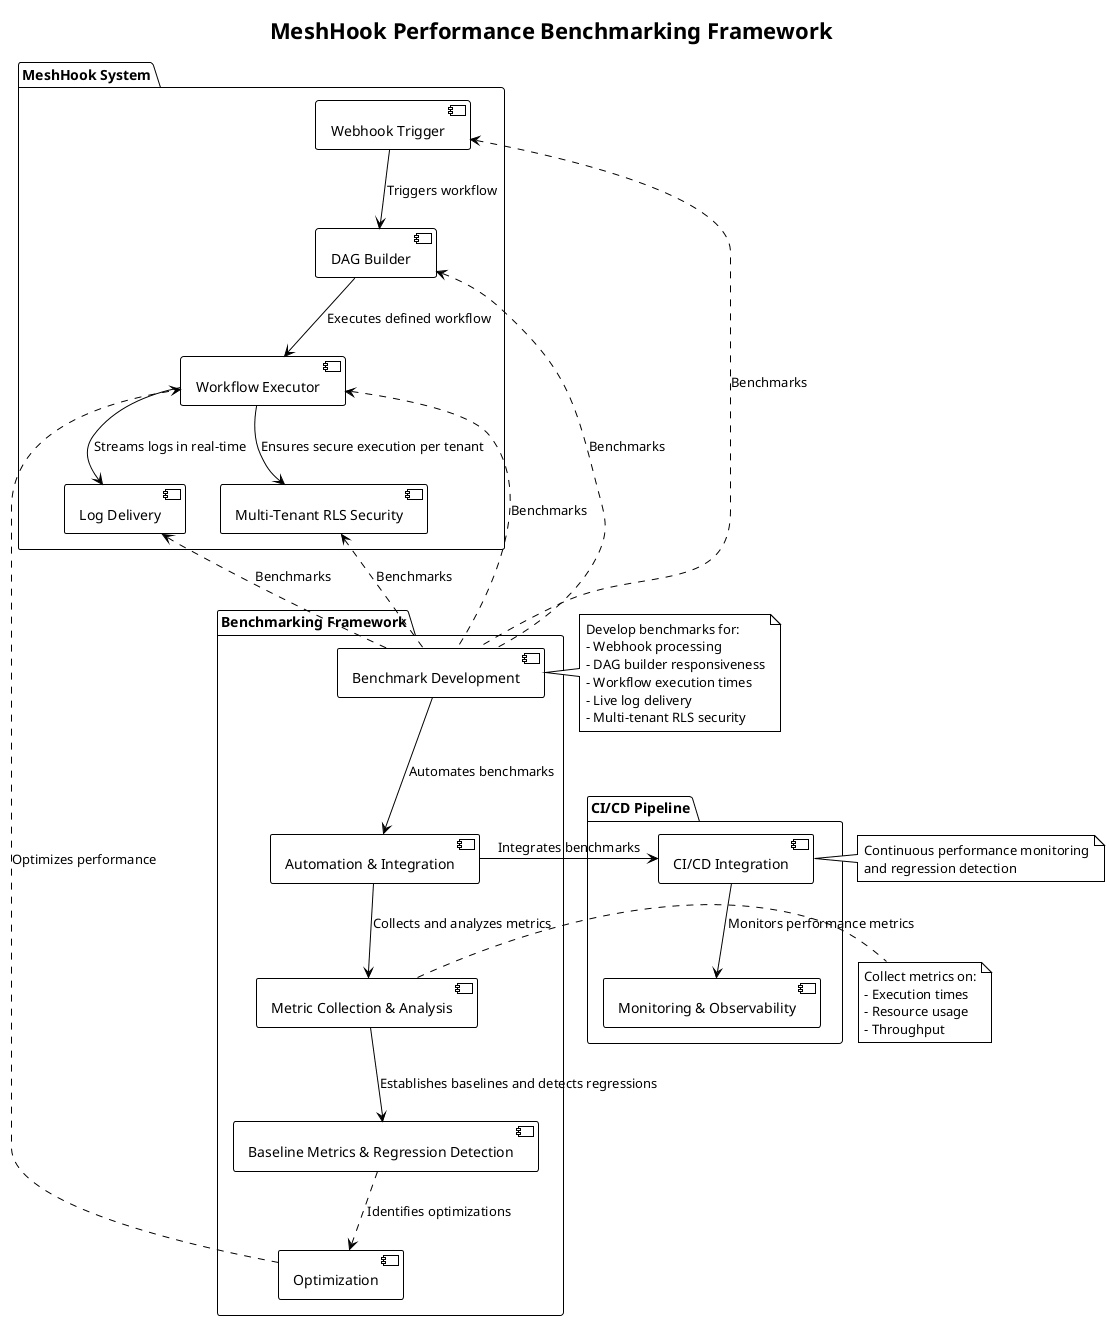 MeshHook Performance Benchmarking Framework
MeshHook System
Webhook Trigger
Triggers workflow
DAG Builder
Executes defined workflow
Workflow Executor
Benchmarks
Streams logs in real-time
Ensures secure execution per tenant
Benchmarks
Log Delivery
Multi-Tenant RLS Security
Benchmarks
Benchmarks
Benchmarks
Benchmarking Framework
Benchmark Development
Develop benchmarks for:
- Webhook processing
- DAG builder responsiveness
- Workflow execution times
- Live log delivery
- Multi-tenant RLS security
Automates benchmarks
CI/CD Pipeline
Automation & Integration
Integrates benchmarks
CI/CD Integration
Continuous performance monitoring
and regression detection
Optimizes performance
Collects and analyzes metrics
Monitors performance metrics
Metric Collection & Analysis
Monitoring & Observability
Collect metrics on:
- Execution times
- Resource usage
- Throughput
Establishes baselines and detects regressions
Baseline Metrics & Regression Detection
Identifies optimizations
Optimization